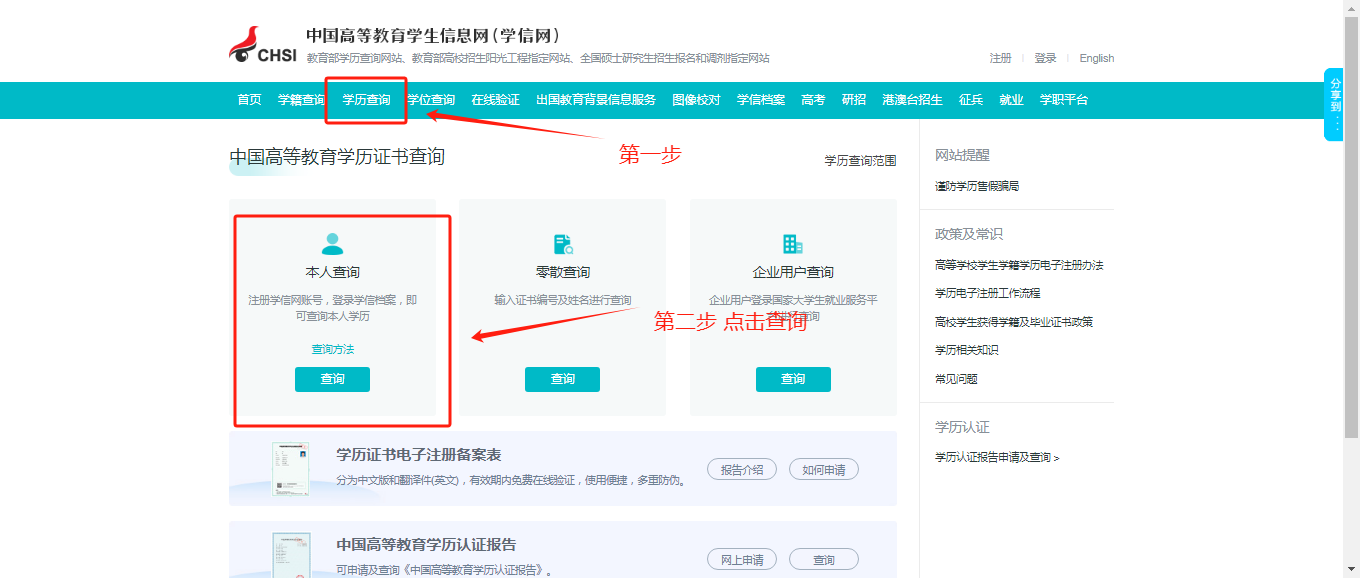 CHSI
中国高等教育学生信息网(学信网)
教育部学历查询网站、教育部高校招生阳光工程指定网站、全国硕士研究生招生报名和调剂指定网站
注册 登录 English
首页 学籍查询 学历查询 学位查询 在线验证 出国教育背景信息服务 图像校对 学信档案 高考 研招 港澳台招生 征兵 就业 学职平台
分享到
第一步
中国高等教育学历证书查询
学历查询范围
本人查询
注册学信网账号，登录学信档案，即
可查询本人学历
查询方法
查询
零散查询
输入证书编号及姓名进行查询
查询
企业用户查询
企业用户登录国家大学生就业服务平
查询
第二步 点击查询
查询
学历证书电子注册备案表
分为中文版和翻译件(英文)，有效期内免费在线验证，使用便捷，多重防伪。
报告介绍 如何申请
中国高等教育学历认证报告
可申请及查询《中国高等教育学历认证报告》。
网上申请 查询
网站提醒
谨防学历售假骗局
政策及常识
高等学校学生学籍学历电子注册办法
学历电子注册工作流程
高校学生获得学籍及毕业证书政策
学历相关知识
常见问题
学历认证
学历认证报告申请及查询 >